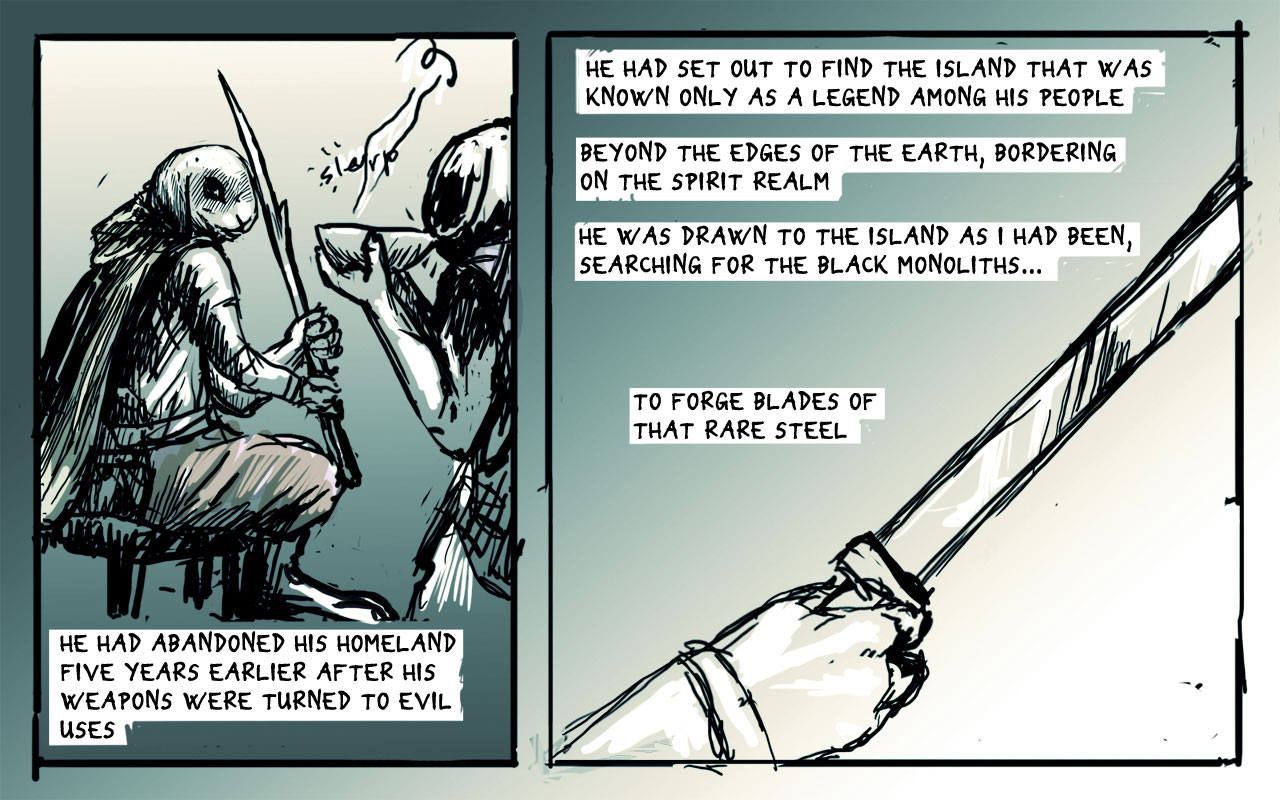 slerp
HE HAD ABANDONED HIS HOMELAND
FIVE YEARS EARLIER AFTER HIS
WEAPONS WERE TURNED TO EVIL
USES
HE HAD SET OUT TO FIND THE ISLAND THAT WAS
KNOWN ONLY AS A LEGEND AMONG HIS PEOPLE
BEYOND THE EDGES OF THE EARTH, BORDERING
ON THE SPIRIT REALM
HE WAS DRAWN TO THE ISLAND AS I HAD BEEN,
SEARCHING FOR THE BLACK MONOLITHS...
TO FORGE BLADES OF
THAT RARE STEEL